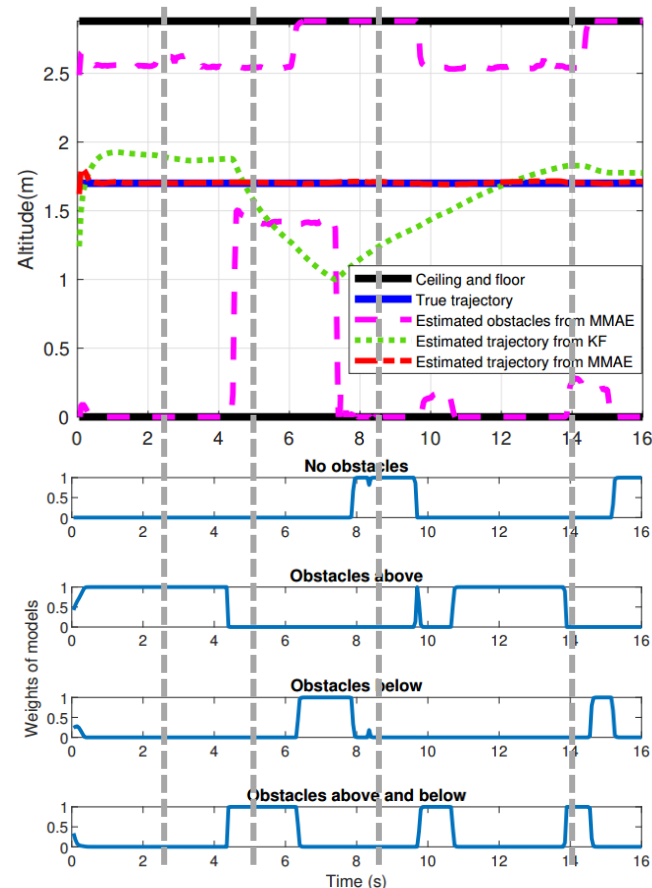 2.5
2
1.5
1
0.5
0
Altitude(m)
Ceiling and floor
True trajectory
Estimated obstacles from MMAE
Estimated trajectory from KF
Estimated trajectory from MMAE
0 2 4 6 8 10 12 14 16
No obstacles
1
0.5
0
0 2 4 6 8 10 12 14 16
Obstacles above
1
0.5
0
0 2 4 6 8 10 12 14 16
Weights of models
Obstacles below
1
0.5
0
0 2 4 6 8 10 12 14 16
Obstacles above and below
1
0.5
0
0 2 4 6 8 10 12 14 16
Time (s)